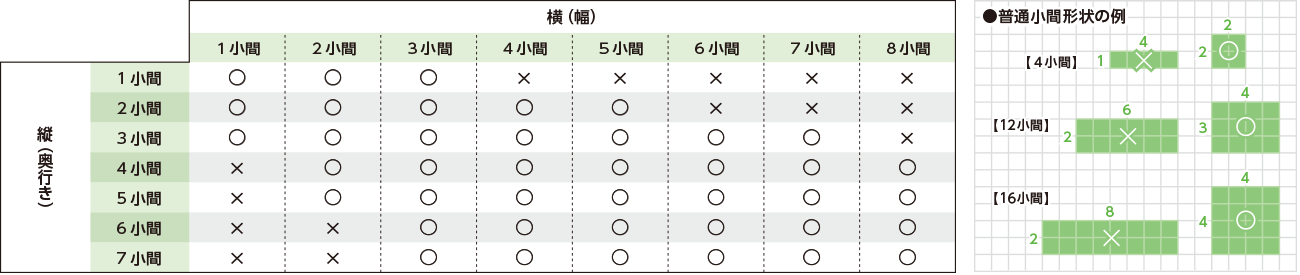 横（幅）
1小間 2小間 3小間 4小間 5小間 6小間 7小間 8小間
縦（奥行き）
1小間 ○ ○ ○ × × × × ×
2小間 ○ ○ ○ ○ ○ × × ×
3小間 ○ ○ ○ ○ ○ ○ ○ ×
4小間 × ○ ○ ○ ○ ○ ○ ○
5小間 × ○ ○ ○ ○ ○ ○ ○
6小間 × × ○ ○ ○ ○ ○ ○
7小間 × × ○ ○ ○ ○ ○ ○
●普通小間形状の例
【4小間】 1 4 × 2 2 ○
【12小間】 2 6 × 3 4 ○
【16小間】 2 8 × 4 4 ○